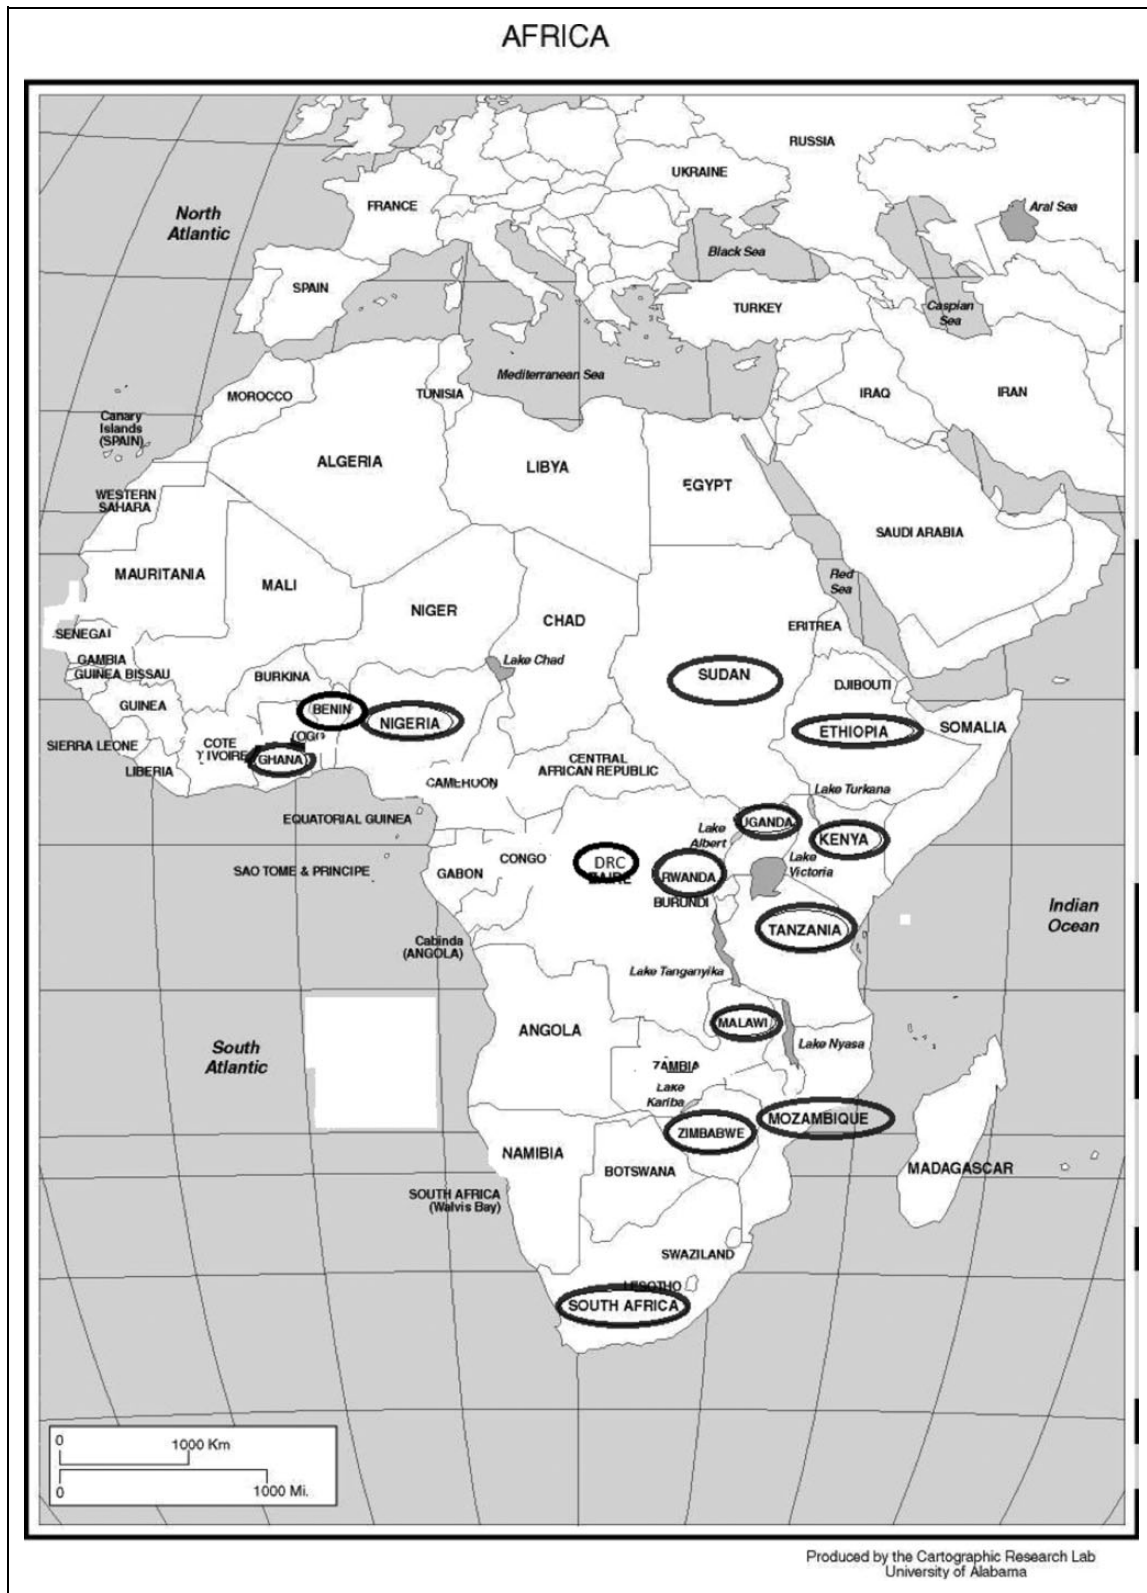 AFRICA
RUSSIA
UKRAINE
FRANCE
North
Atlantic
Aral Sea
Black Sea
SPAIN
TURKEY
Caspian
Sea
Mediterranean Sea
MOROCCO
TUNISIA
IRAQ
IRAN
Canary
Islands
(SPAIN)
ALGERIA
LIBYA
EGYPT
WESTERN
SAHARA
SAUDI ARABIA
MAURITANIA
MALI
NIGER
CHAD
Red
Sea
SENEGAL
ERITREA
GAMBIA
GUINEA BISSAU
Lake Chad
SUDAN
BURKINA
DJIBOUTI
GUINEA
BENIN
NIGERIA
ETHIOPIA
SOMALIA
SIERRA LEONE
COTE
IVOIRE
GHANA
LIBERIA
CENTRAL
AFRICAN REPUBLIC
CAMEROON
Lake Turkana
EQUATORIAL GUINEA
UGANDA
KENYA
Lake
Albert
CONGO
DRC
ZAIRE
RWANDA
Lake
Victoria
SAO TOME & PRINCIPE
GABON
BURUNDI
Indian
Ocean
TANZANIA
Cabinda
(ANGOLA)
Lake Tanganyika
MALAWI
ANGOLA
Lake Nyasa
South
Atlantic
ZAMBIA
Lake
Kariba
MOZAMBIQUE
ZIMBABWE
NAMIBIA
BOTSWANA
MADAGASCAR
SOUTH AFRICA
(Walvis Bay)
SWAZILAND
LESOTHO
SOUTH AFRICA
0 1000 Km
0 1000 Mi.
Produced by the Cartographic Research Lab
University of Alabama